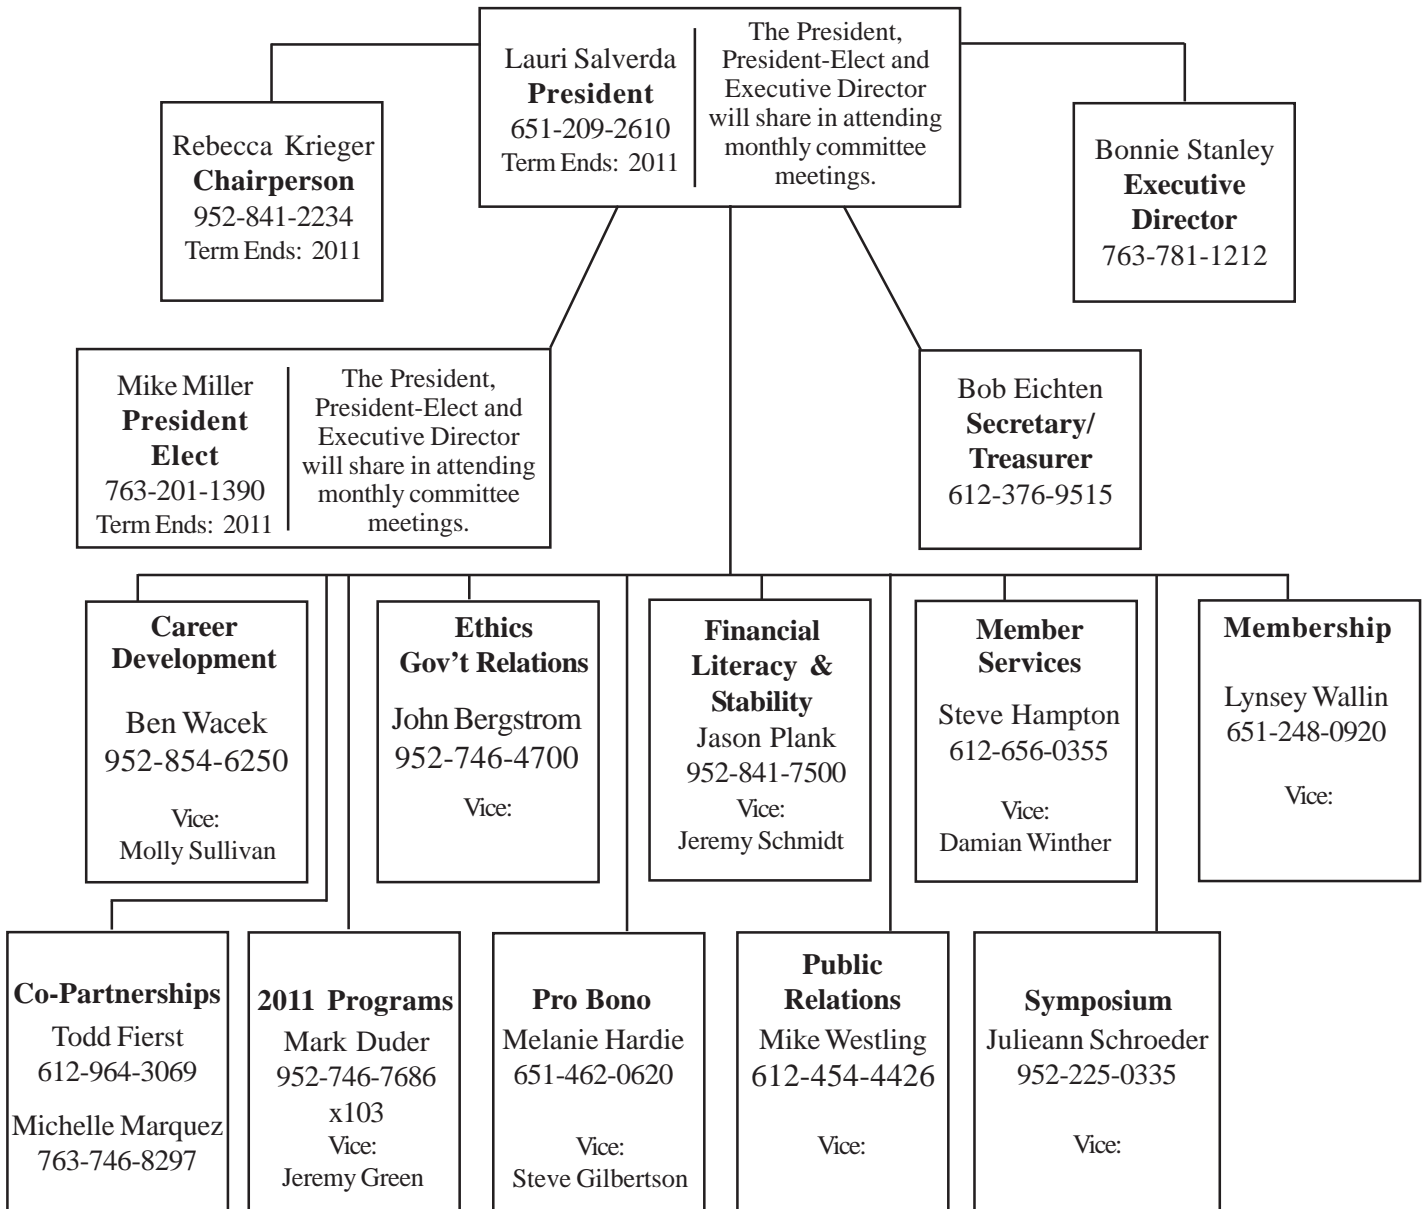 Lauri Salverda
President
651-209-2610
Term Ends: 2011
The President,
President-Elect and
Executive Director
will share in attending
monthly committee
meetings.
Rebecca Krieger
Chairperson
952-841-2234
Term Ends: 2011
Bonnie Stanley
Executive
Director
763-781-1212
Mike Miller
President
Elect
763-201-1390
Term Ends: 2011
The President,
President-Elect and
Executive Director
will share in attending
monthly committee
meetings.
Bob Eichten
Secretary/
Treasurer
612-376-9515
Career
Development
Ben Wacek
952-854-6250
Vice:
Molly Sullivan
Ethics
Gov't Relations
John Bergstrom
952-746-4700
Vice:
Financial
Literacy &
Stability
Jason Plank
952-841-7500
Vice:
Jeremy Schmidt
Member
Services
Steve Hampton
612-656-0355
Vice:
Damian Winther
Membership
Lynsey Wallin
651-248-0920
Vice:
Co-Partnerships
Todd Fierst
612-964-3069
Michelle Marquez
763-746-8297
2011 Programs
Mark Duder
952-746-7686
x103
Vice:
Jeremy Green
Pro Bono
Melanie Hardie
651-462-0620
Vice:
Steve Gilbertson
Public
Relations
Mike Westling
612-454-4426
Vice:
Symposium
Julieann Schroeder
952-225-0335
Vice: